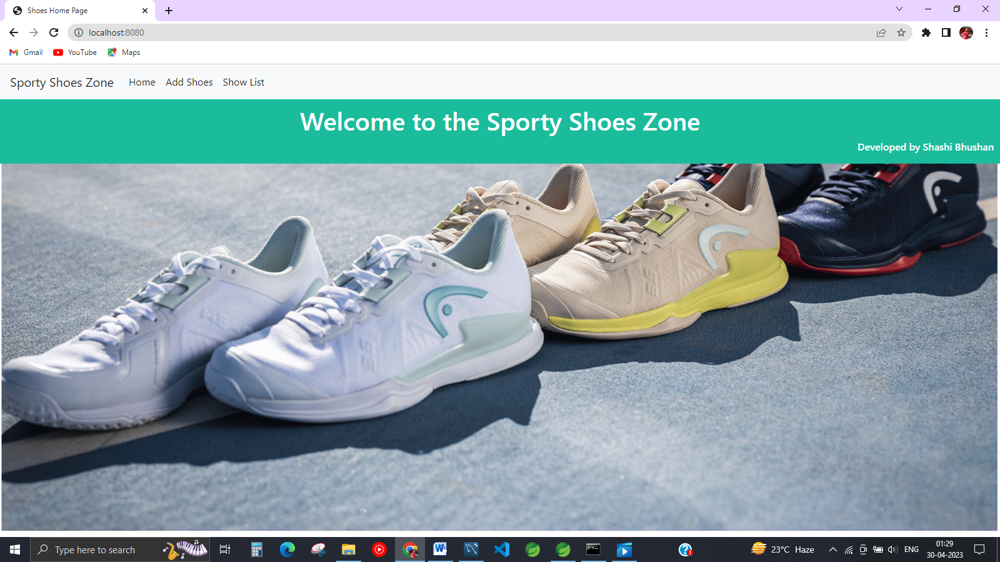 Shoes Home Page
localhost:8080
Gmail YouTube Maps
Sporty Shoes Zone Home Add Shoes Show List
Welcome to the Sporty Shoes Zone
Developed by Shashi Bhushan
Type here to search
23°C Haze
ENG
01:29
30-04-2023